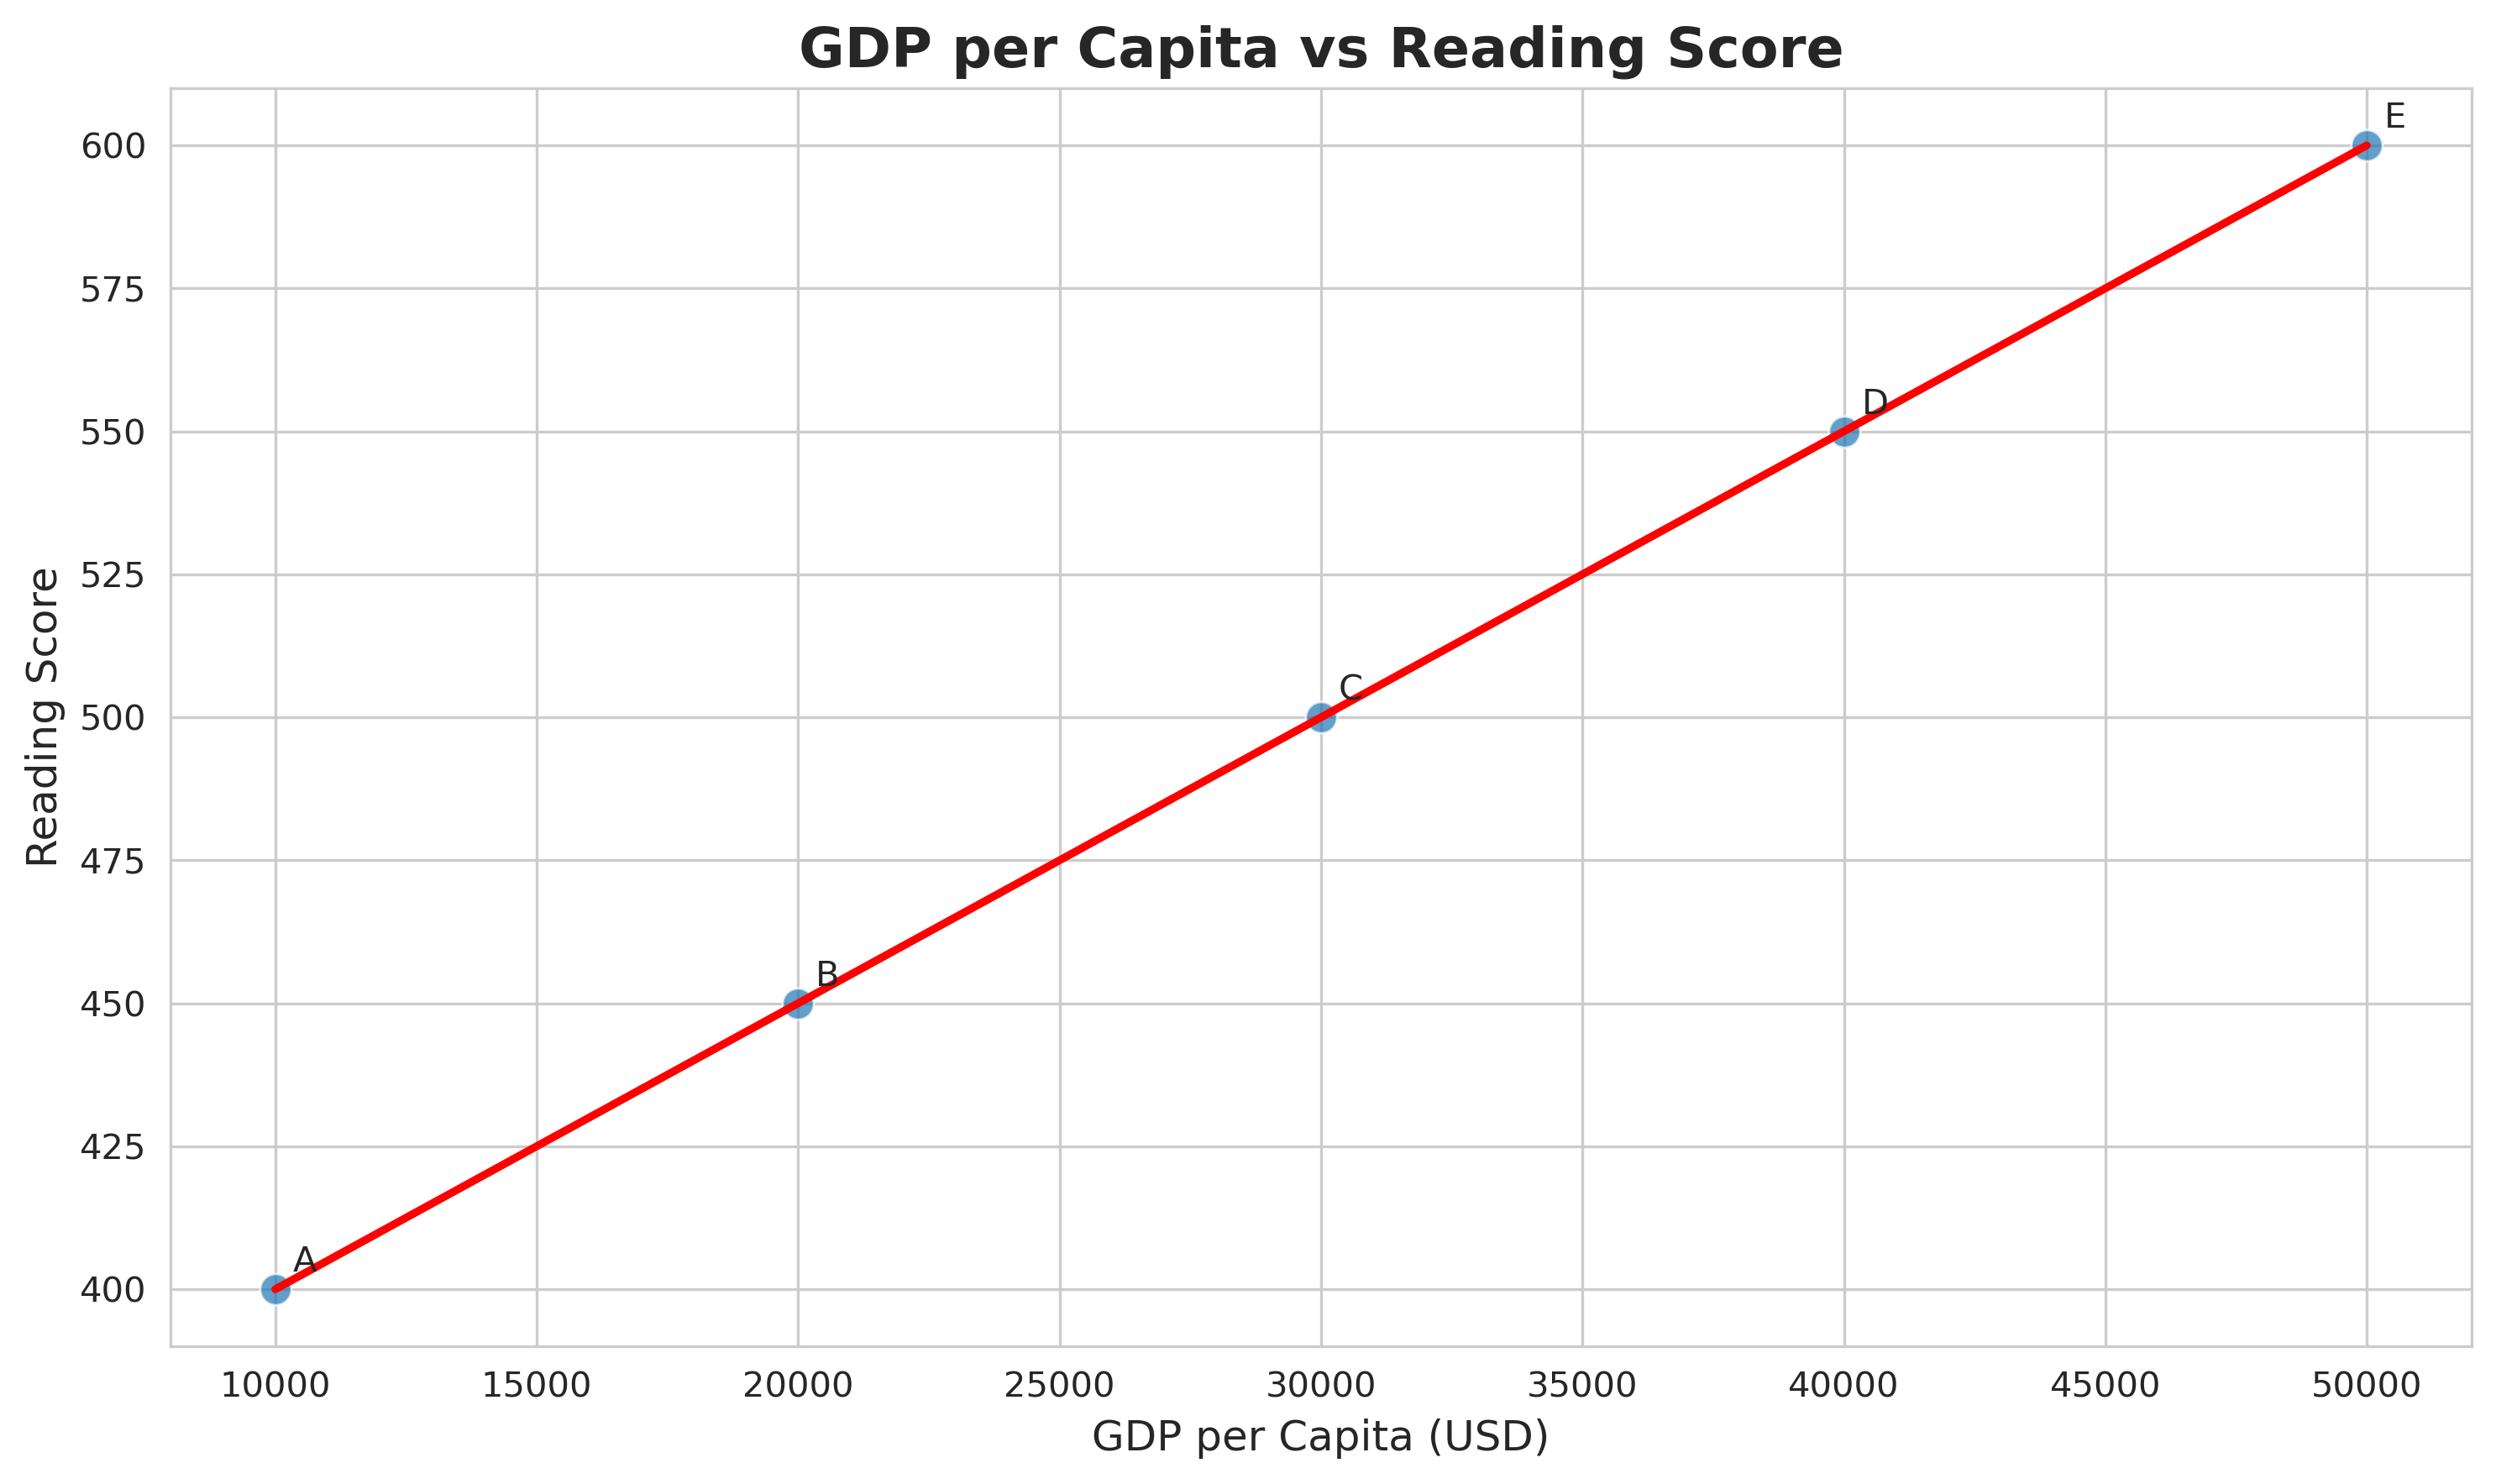 GDP per Capita vs Reading Score
E
600
575
D
550
525
Reading Score
C
500
475
B
450
425
A
400
10000 15000 20000 25000 30000 35000 40000 45000 50000
GDP per Capita (USD)